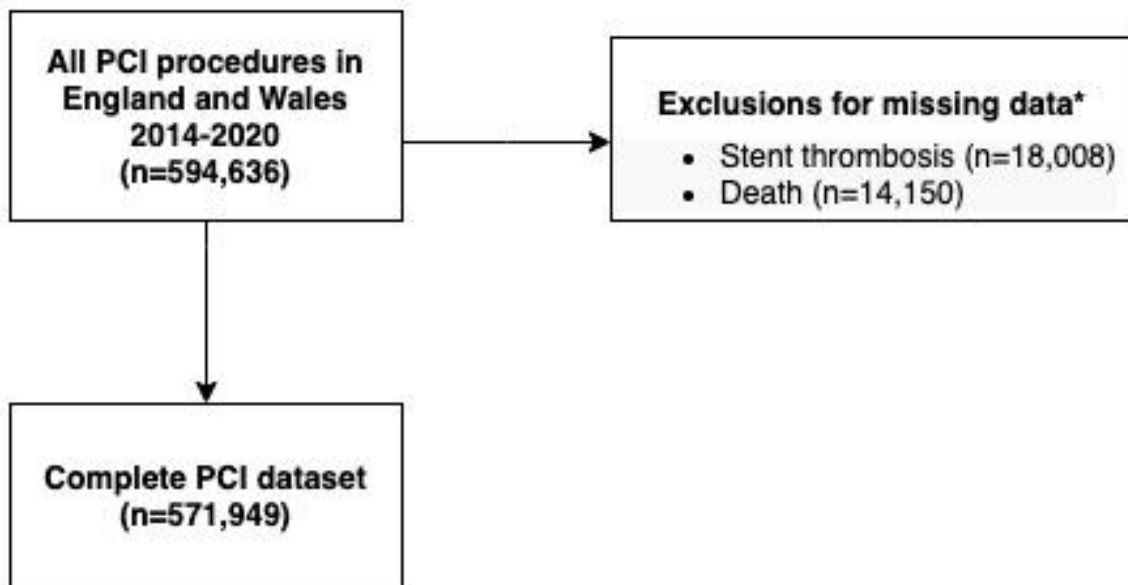 All PCI procedures in
England and Wales
2014-2020
(n=594,636)
Exclusions for missing data*
• Stent thrombosis (n=18,008)
• Death (n=14,150)
Complete PCI dataset
(n=571,949)